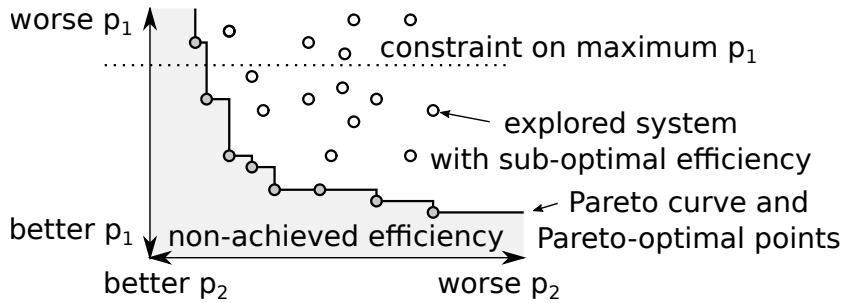 worse p1
constraint on maximum p1
explored system
with sub-optimal efficiency
Pareto curve and
better p1
non-achieved efficiency
Pareto-optimal points
better p2
worse p2